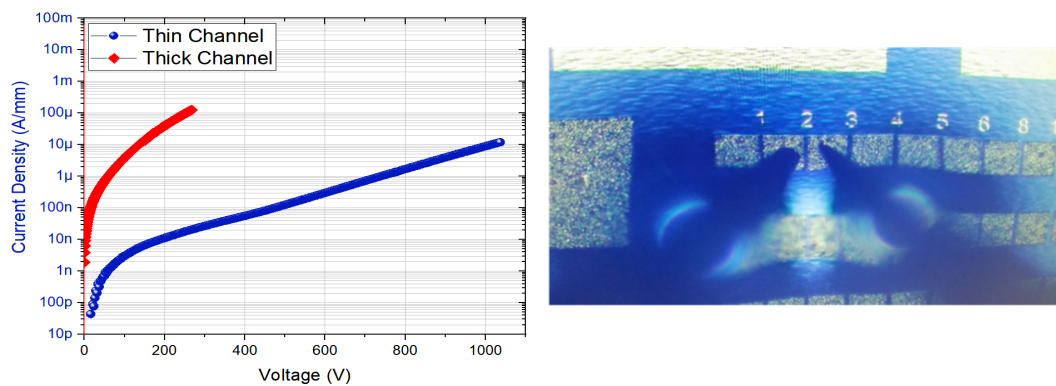 100m
10m
1m
100µ
10µ
1µ
100n
10n
1n
100p
10p
Current Density (A/mm)
Thin Channel
Thick Channel
0 200 400 600 800 1000
Voltage (V)
1 2 3 4 5 6 8